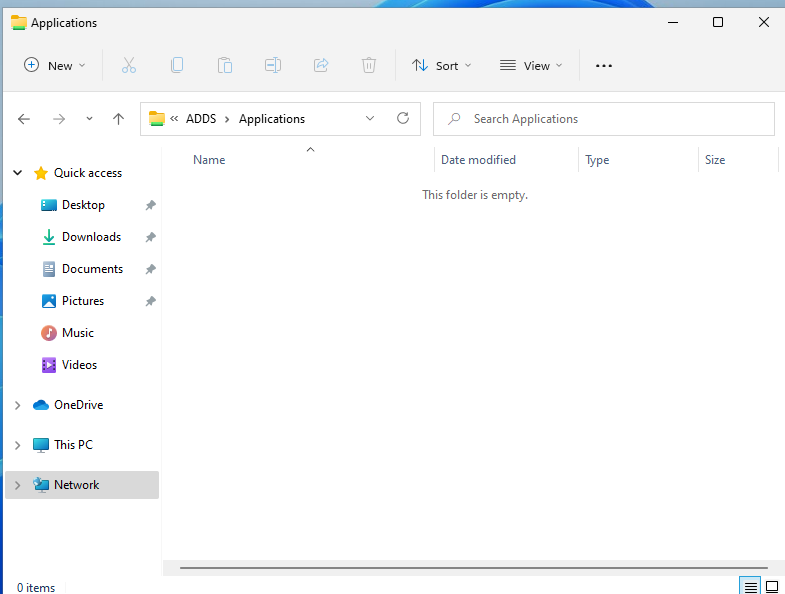 Applications
New
Sort
View
« ADDS › Applications
Search Applications
Name
Date modified
Type
Size
This folder is empty.
Quick access
Desktop
Downloads
Documents
Pictures
Music
Videos
OneDrive
This PC
Network
0 items